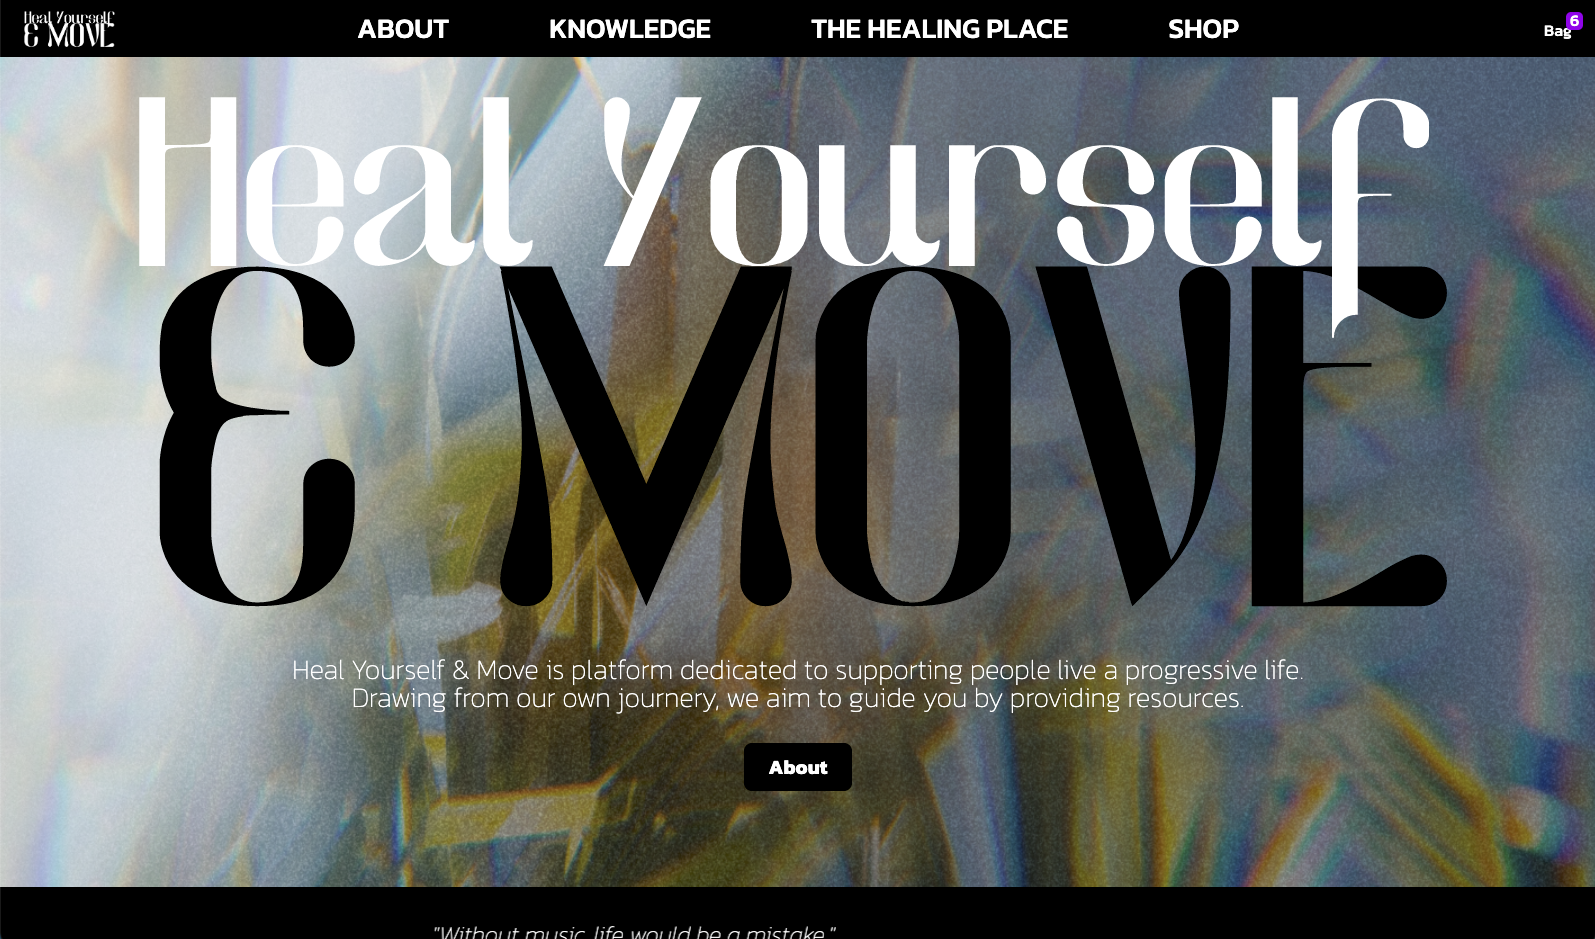 Heal Yourself
& MOVE
ABOUT KNOWLEDGE THE HEALING PLACE SHOP
Bag 6
Heal Yourself
& MOVE
Heal Yourself & Move is platform dedicated to supporting people live a progressive life.
Drawing from our own journey, we aim to guide you by providing resources.
About
"Without music, life would be a mistake."